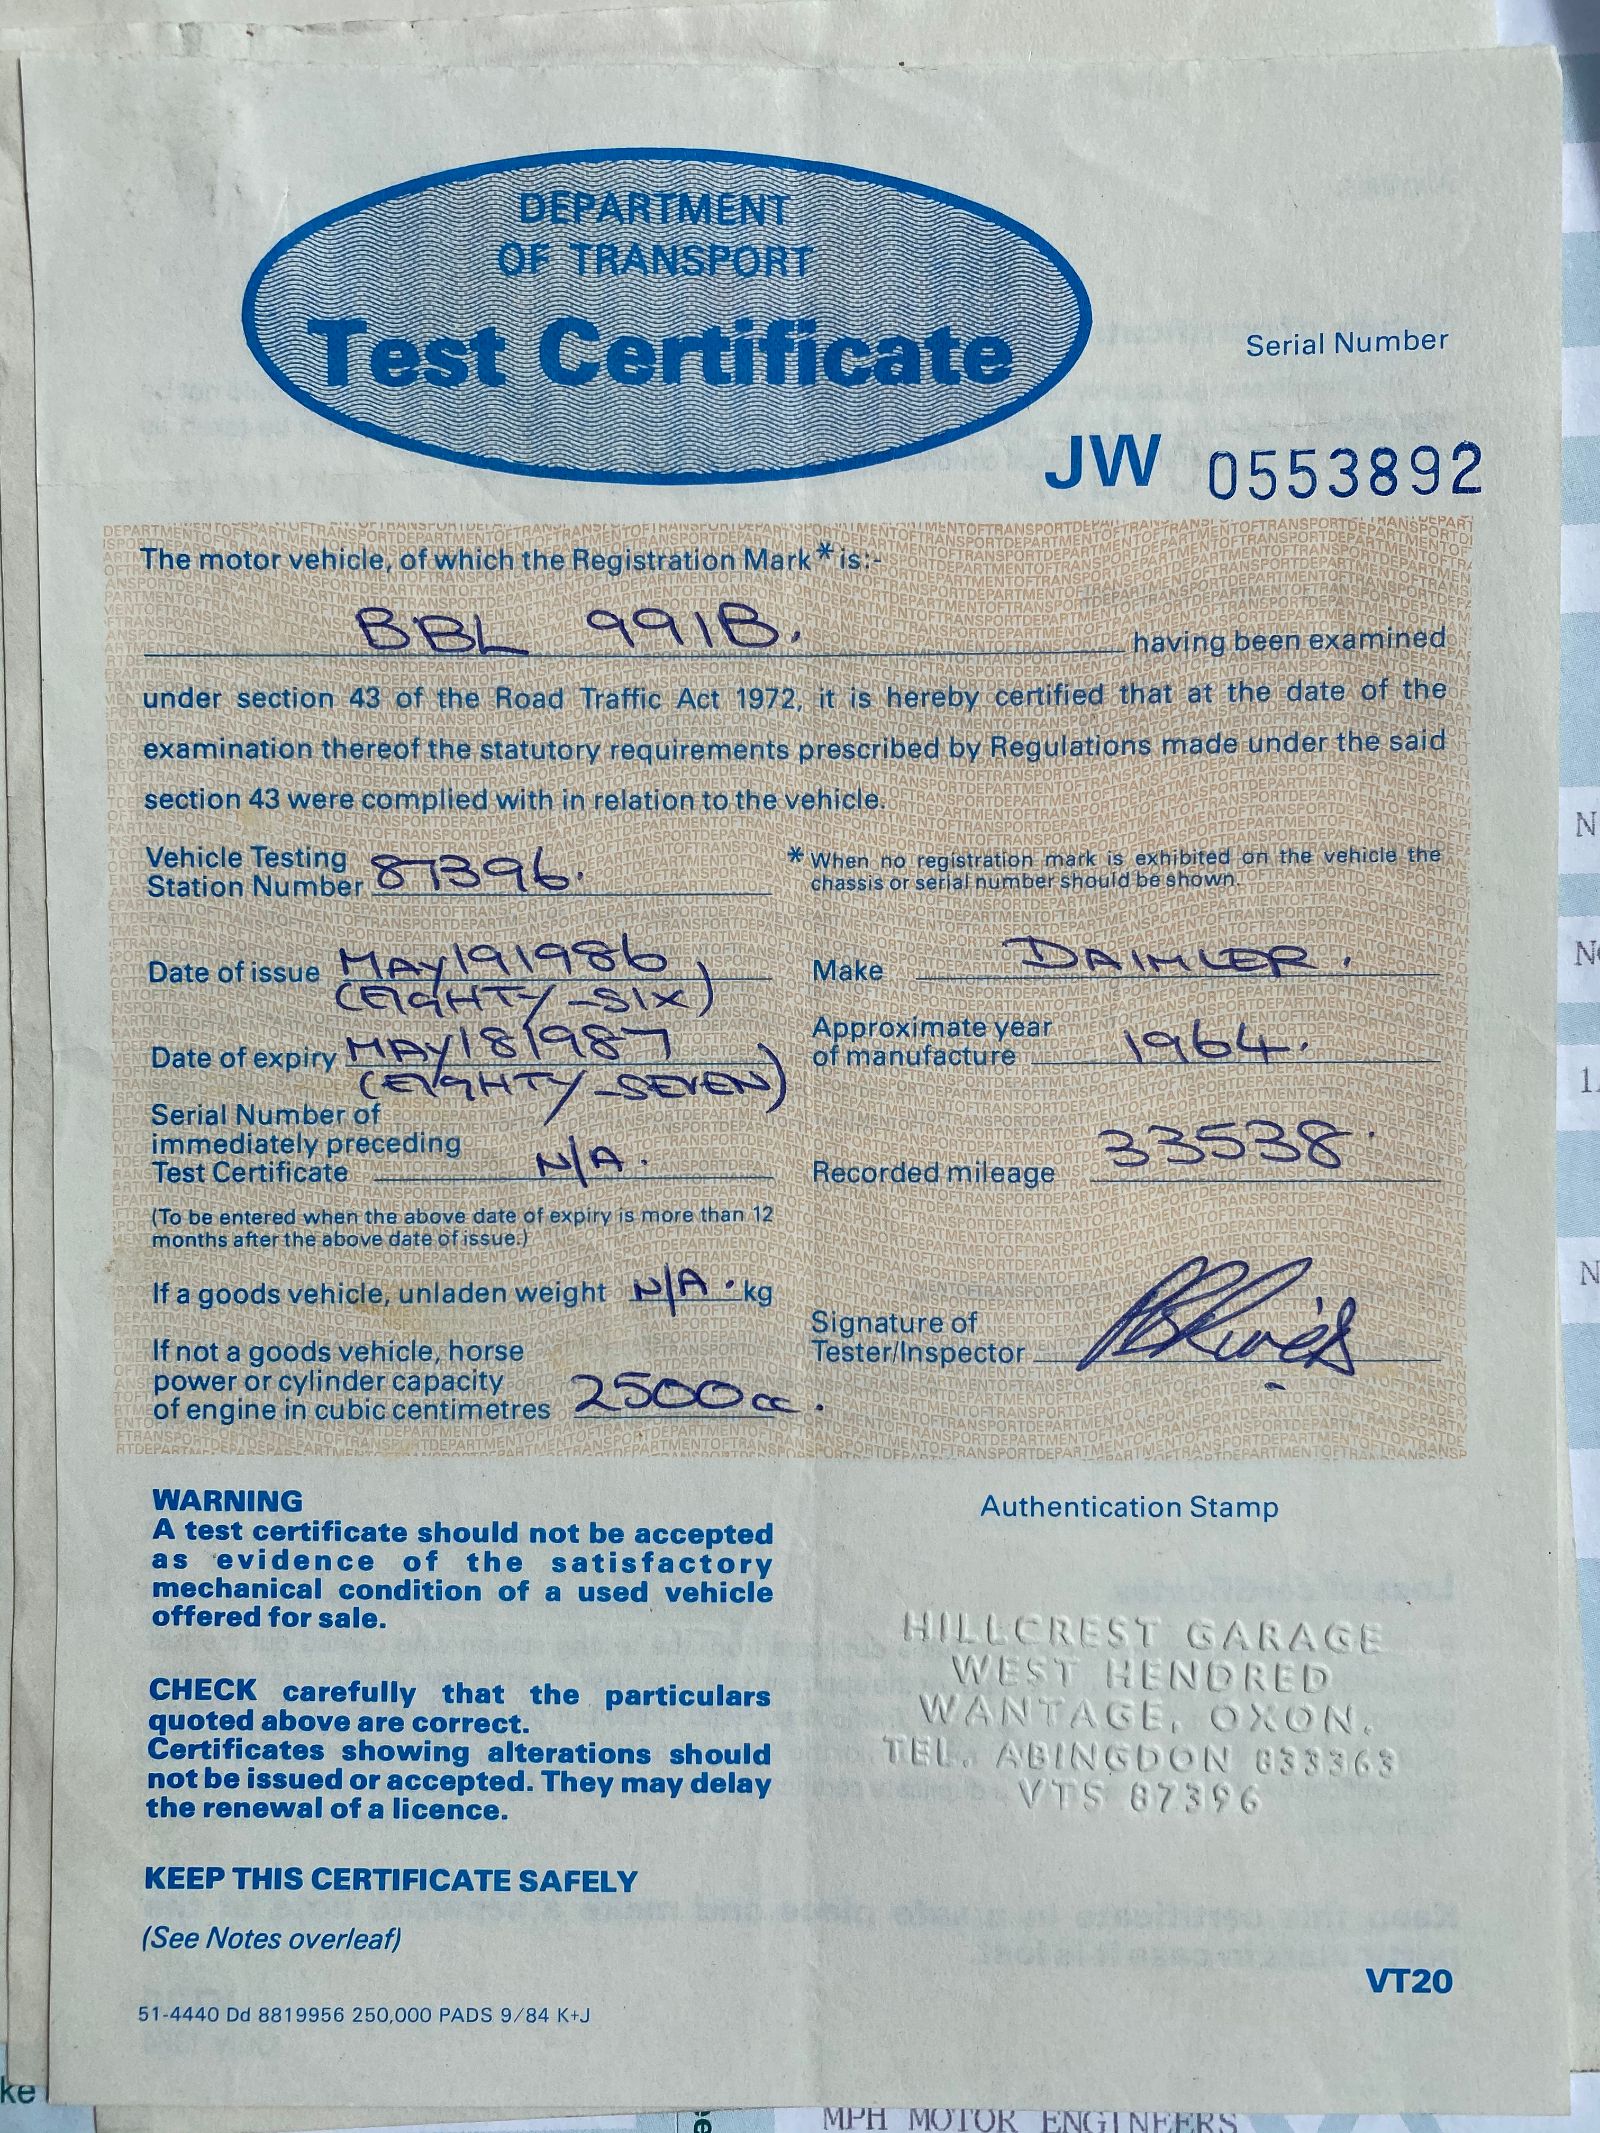 DEPARTMENT
OF TRANSPORT
Test Certificate
Serial Number
JW 0553892
The motor vehicle, of which the Registration Mark* is:-
BBL 991B. having been examined
under section 43 of the Road Traffic Act 1972, it is hereby certified that at the date of the
examination thereof the statutory requirements prescribed by Regulations made under the said
section 43 were complied with in relation to the vehicle.
Vehicle Testing
Station Number 87396.
* When no registration mark is exhibited on the vehicle the
chassis or serial number should be shown.
Date of issue MAY 19 1986
(EIGHTY-SIX)
Make DAIMLER.
Date of expiry MAY 18 1987
(EIGHTY-SEVEN)
Approximate year
of manufacture 1964.
Serial Number of
immediately preceding
Test Certificate N/A.
Recorded mileage 33538.
(To be entered when the above date of expiry is more than 12
months after the above date of issue.)
If a goods vehicle, unladen weight N/A. kg
Signature of
Tester/Inspector
If not a goods vehicle, horse
power or cylinder capacity
of engine in cubic centimetres 2500cc.
WARNING
A test certificate should not be accepted
as evidence of the satisfactory
mechanical condition of a used vehicle
offered for sale.
CHECK carefully that the particulars
quoted above are correct.
Certificates showing alterations should
not be issued or accepted. They may delay
the renewal of a licence.
KEEP THIS CERTIFICATE SAFELY
(See Notes overleaf)
51-4440 Dd 8819956 250,000 PADS 9/84 K+J
Authentication Stamp
HILLCREST GARAGE
WEST HENDRED
WANTAGE, OXON.
TEL. ABINGDON 833363
VTS 87396
VT20
MPH MOTOR ENGINEERS